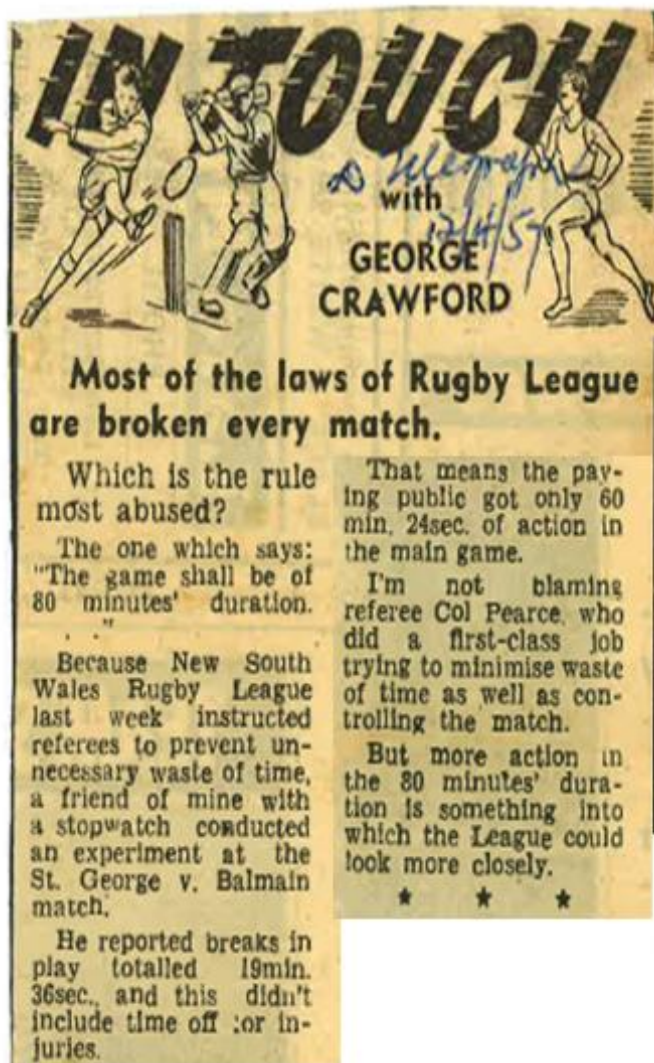 IN TOUCH
D Telegraph
with
12/4/57
GEORGE
CRAWFORD
Most of the laws of Rugby League
are broken every match.
Which is the rule
most abused?
The one which says:
"The game shall be of
80 minutes' duration.
. ."
Because New South
Wales Rugby League
last week instructed
referees to prevent un-
necessary waste of time,
a friend of mine with
a stopwatch conducted
an experiment at the
St. George v. Balmain
match.
He reported breaks in
play totalled 19min.
36sec., and this didn't
include time off for in-
juries.
That means the pay-
ing public got only 60
min. 24sec. of action in
the main game.
I'm not blaming
referee Col Pearce, who
did a first-class job
trying to minimise waste
of time as well as con-
trolling the match.
But more action in
the 80 minutes' dura-
tion is something into
which the League could
look more closely.
★ ★ ★